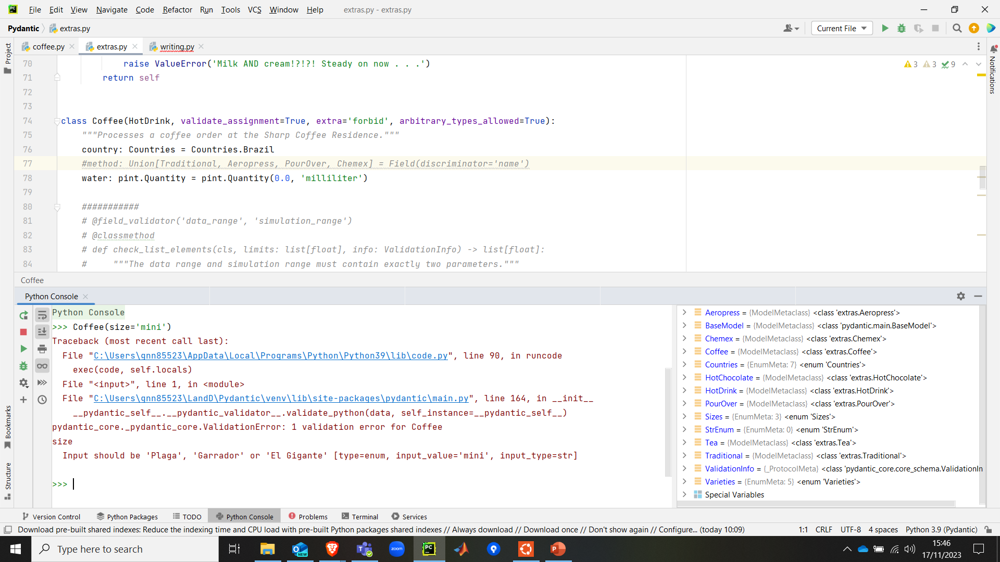 File Edit View Navigate Code Refactor Run Tools VCS Window Help extras.py - extras.py
Pydantic extras.py Current File
Project
coffee.py extras.py writing.py
Notifications
70 raise ValueError('Milk AND cream!?!?! Steady on now . . .') 3 3 9
71 return self
72
73
74 class Coffee(HotDrink, validate_assignment=True, extra='forbid', arbitrary_types_allowed=True):
75 """Processes a coffee order at the Sharp Coffee Residence."""
76 country: Countries = Countries.Brazil
77 #method: Union[Traditional, Aeropress, PourOver, Chemex] = Field(discriminator='name')
78 water: pint.Quantity = pint.Quantity(0.0, 'milliliter')
79
80 ###########
81 # @field_validator('data_range', 'simulation_range')
82 # @classmethod
83 # def check_list_elements(cls, limits: list[float], info: ValidationInfo) -> list[float]:
84 # """The data range and simulation range must contain exactly two parameters."""
Coffee
Python Console
Python Console
>>> Coffee(size='mini')
Traceback (most recent call last):
File "C:\Users\gnn85523\AppData\Local\Programs\Python\Python39\lib\code.py", line 90, in runcode
exec(code, self.locals)
File "<input>", line 1, in <module>
File "C:\Users\gnn85523\LandD\Pydantic\venv\lib\site-packages\pydantic\main.py", line 164, in __init__
__pydantic_self__.__pydantic_validator__.validate_python(data, self_instance=__pydantic_self__)
pydantic_core._pydantic_core.ValidationError: 1 validation error for Coffee
size
Input should be 'Plaga', 'Garrador' or 'El Gigante' [type=enum, input_value='mini', input_type=str]
>>>
Aeropress = {ModelMetaclass} <class 'extras.Aeropress'>
BaseModel = {ModelMetaclass} <class 'pydantic.main.BaseModel'>
Chemex = {ModelMetaclass} <class 'extras.Chemex'>
Coffee = {ModelMetaclass} <class 'extras.Coffee'>
Countries = {EnumMeta: 7} <enum 'Countries'>
HotChocolate = {ModelMetaclass} <class 'extras.HotChocolate'>
HotDrink = {ModelMetaclass} <class 'extras.HotDrink'>
PourOver = {ModelMetaclass} <class 'extras.PourOver'>
Sizes = {EnumMeta: 3} <enum 'Sizes'>
StrEnum = {EnumMeta: 0} <enum 'StrEnum'>
Tea = {ModelMetaclass} <class 'extras.Tea'>
Traditional = {ModelMetaclass} <class 'extras.Traditional'>
ValidationInfo = {_ProtocolMeta} <class 'pydantic_core.core_schema.ValidationIn
Varieties = {EnumMeta: 5} <enum 'Varieties'>
Special Variables
Bookmarks
Structure
Version Control Python Packages TODO Python Console Problems Terminal Services
Download pre-built shared indexes: Reduce the indexing time and CPU load with pre-built Python packages shared indexes // Always download // Download once // Don't show again // Configure... (today 10:09) 1:1 CRLF UTF-8 4 spaces Python 3.9 (Pydantic)
Type here to search NEW zoom PC 15:46
17/11/2023